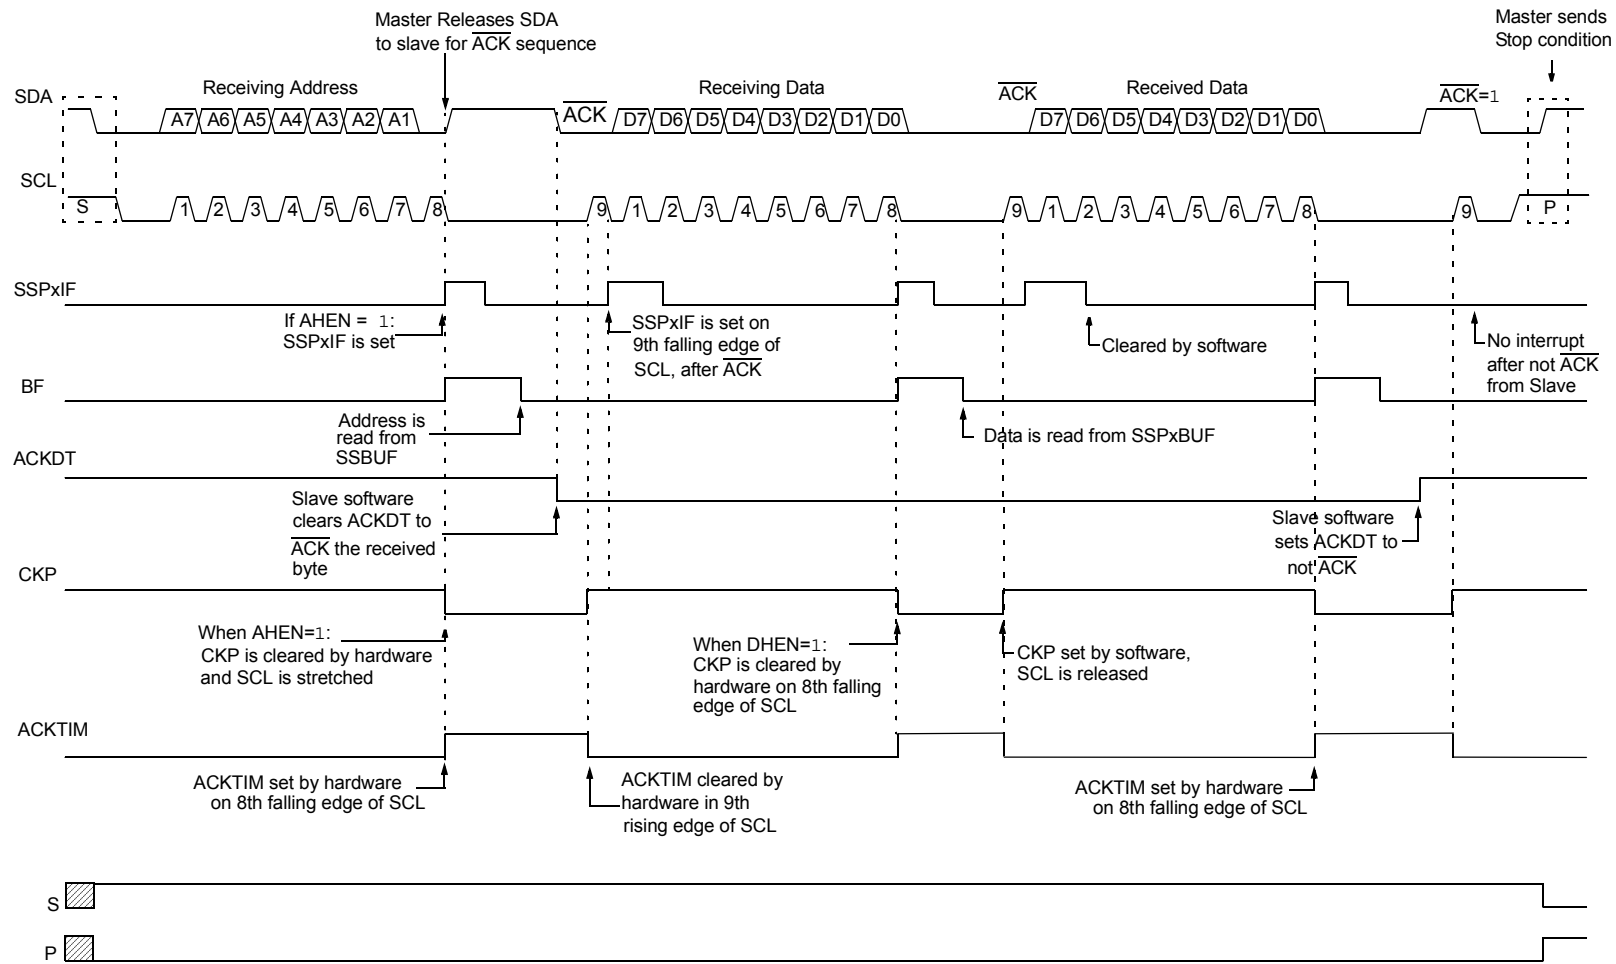 Master Releases SDA
to slave for ACK sequence
Master sends
Stop condition
SDA
Receiving Address
A7 A6 A5 A4 A3 A2 A1
ACK
Receiving Data
D7 D6 D5 D4 D3 D2 D1 D0
ACK
Received Data
D7 D6 D5 D4 D3 D2 D1 D0
ACK=1
SCL
S
1 2 3 4 5 6 7 8
9 1 2 3 4 5 6 7 8
9 1 2 3 4 5 6 7 8
9
P
SSPxIF
If AHEN = 1:
SSPxIF is set
SSPxIF is set on
9th falling edge of
SCL, after ACK
Cleared by software
No interrupt
after not ACK
from Slave
BF
Address is
read from
SSBUF
Data is read from SSPxBUF
ACKDT
Slave software
clears ACKDT to
ACK the received
byte
Slave software
sets ACKDT to
not ACK
CKP
When AHEN=1:
CKP is cleared by hardware
and SCL is stretched
When DHEN=1:
CKP is cleared by
hardware on 8th falling
edge of SCL
CKP set by software,
SCL is released
ACKTIM
ACKTIM set by hardware
on 8th falling edge of SCL
ACKTIM cleared by
hardware in 9th
rising edge of SCL
ACKTIM set by hardware
on 8th falling edge of SCL
S
P